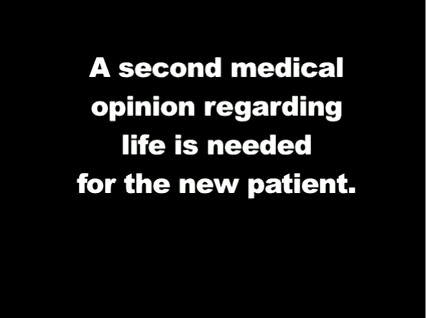 A second medical
opinion regarding
life is needed
for the new patient.